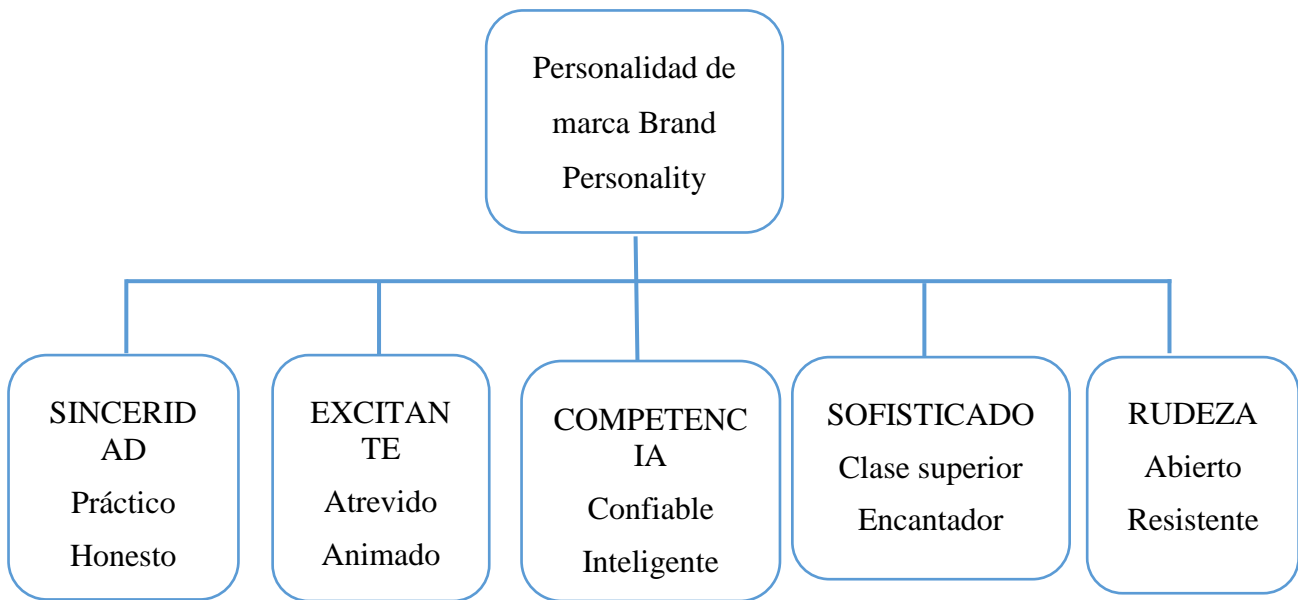 Personalidad de
marca Brand
Personality
SINCERID
AD
Práctico
Honesto
EXCITAN
TE
Atrevido
Animado
COMPETENC
IA
Confiable
Inteligente
SOFISTICADO
Clase superior
Encantador
RUDEZA
Abierto
Resistente